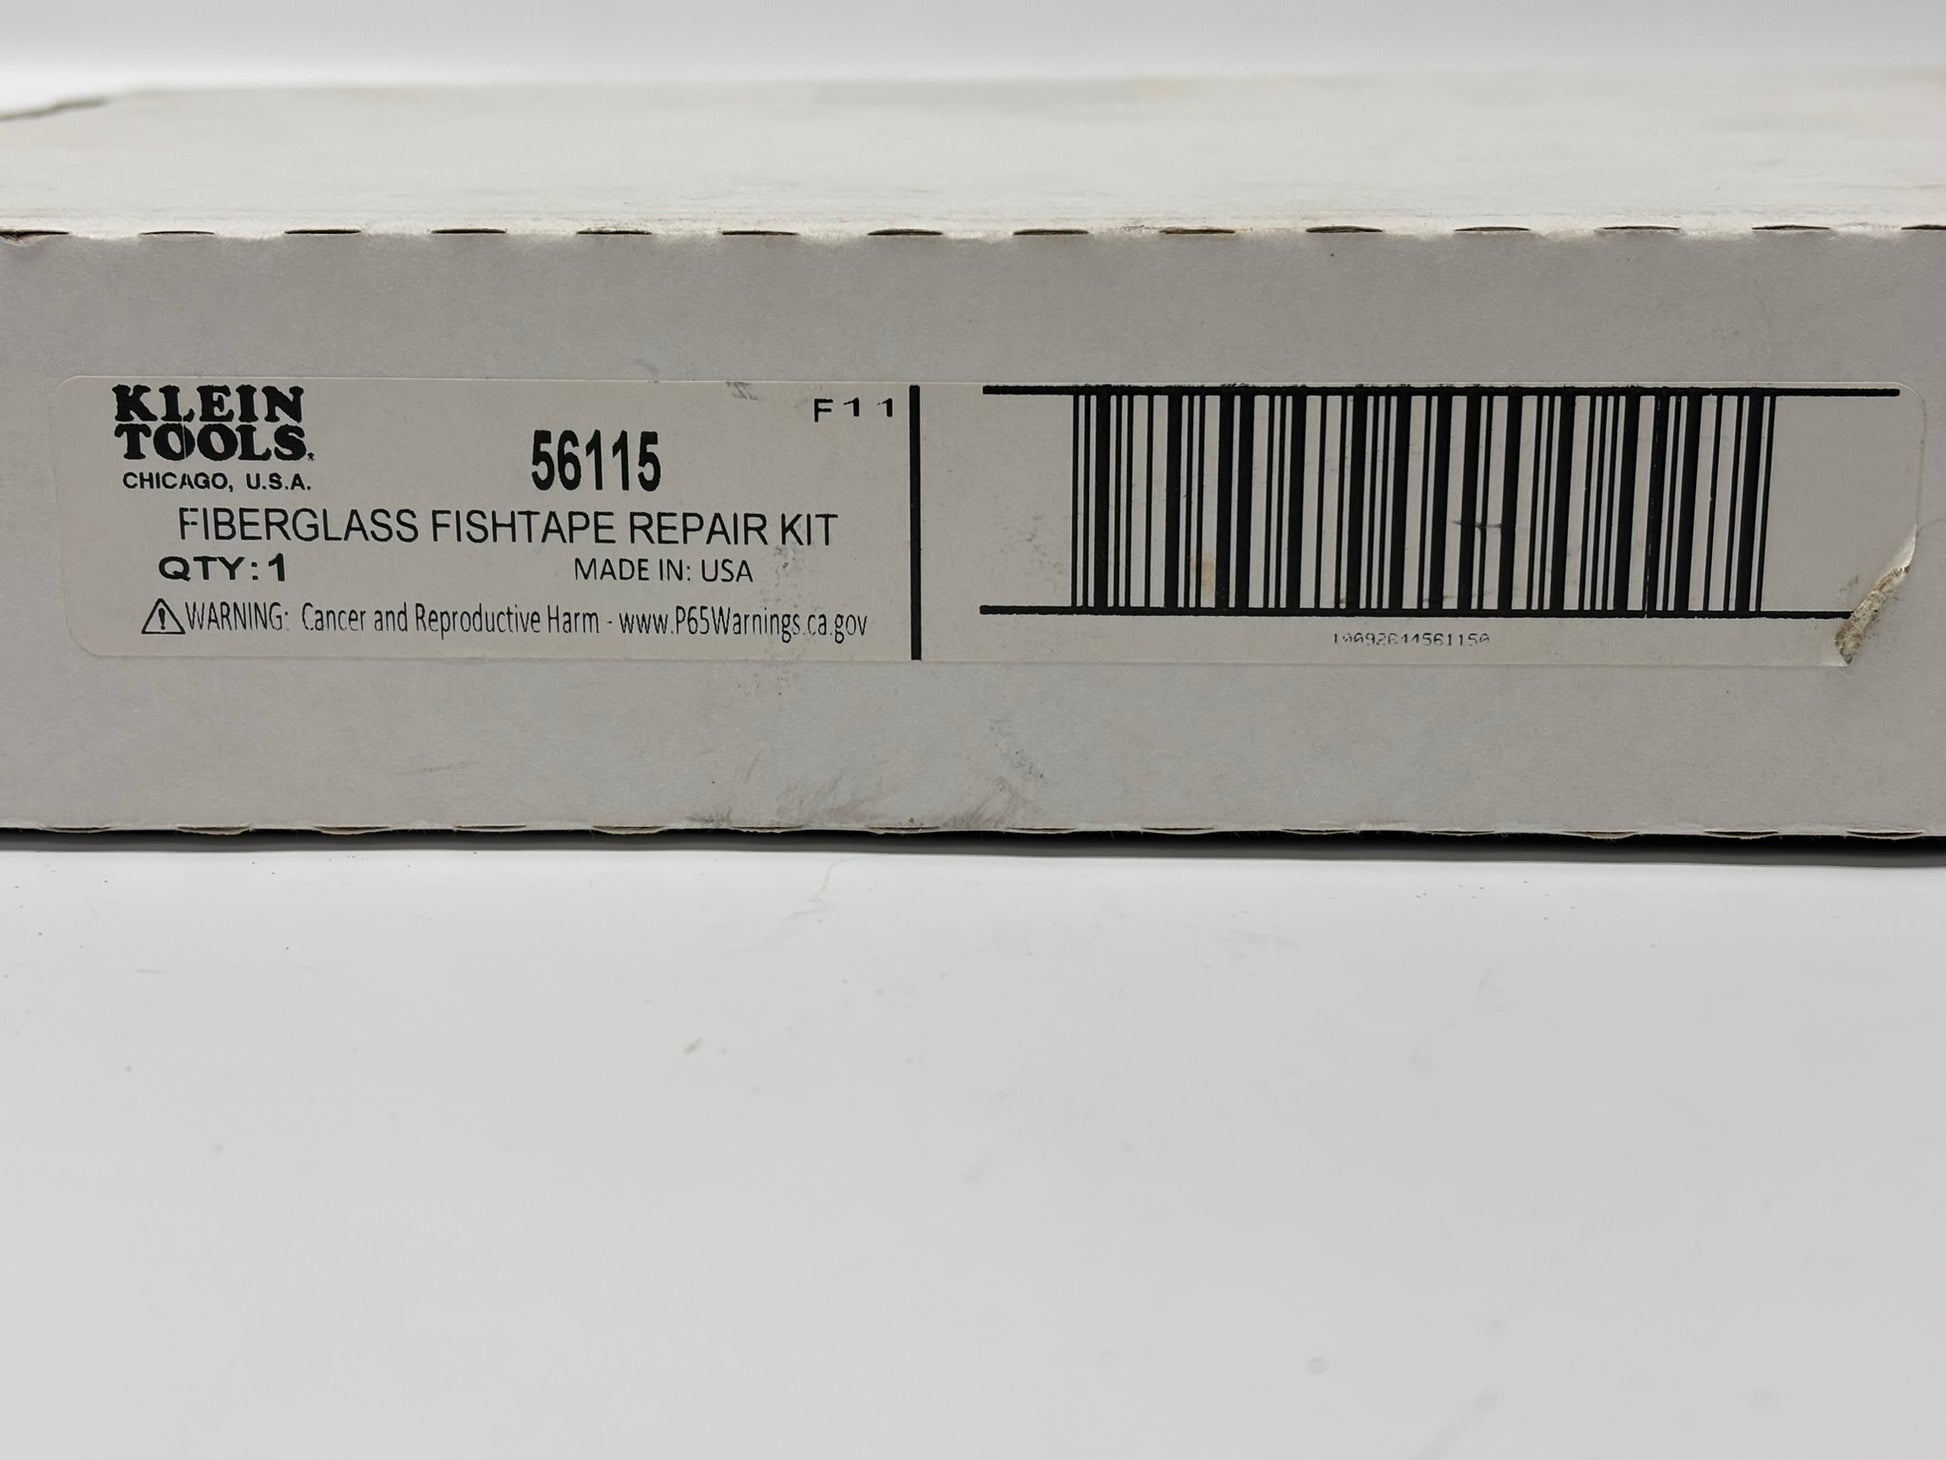 KLEIN
TOOLS.
CHICAGO, U.S.A.
F11
56115
FIBERGLASS FISHTAPE REPAIR KIT
QTY:1
MADE IN: USA
WARNING: Cancer and Reproductive Harm - www.P65Warnings.ca.gov
10092644561150